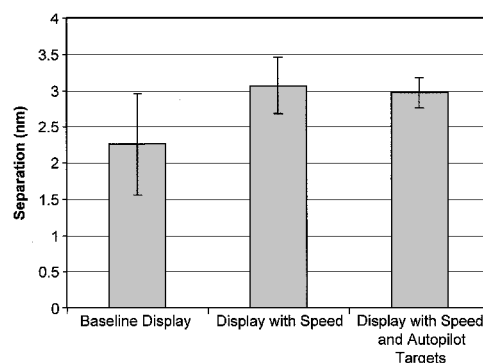 4
3.5
3
2.5
2
1.5
1
0.5
0
Separation (nm)
Baseline Display
Display with Speed
Display with Speed
and Autopilot
Targets